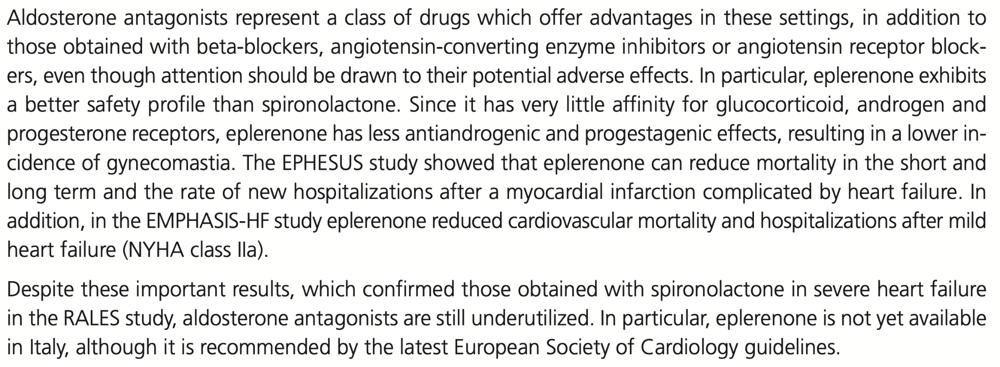 Aldosterone antagonists represent a class of drugs which offer advantages in these settings, in addition to
those obtained with beta-blockers, angiotensin-converting enzyme inhibitors or angiotensin receptor block-
ers, even though attention should be drawn to their potential adverse effects. In particular, eplerenone exhibits
a better safety profile than spironolactone. Since it has very little affinity for glucocorticoid, androgen and
progesterone receptors, eplerenone has less antiandrogenic and progestagenic effects, resulting in a lower in-
cidence of gynecomastia. The EPHESUS study showed that eplerenone can reduce mortality in the short and
long term and the rate of new hospitalizations after a myocardial infarction complicated by heart failure. In
addition, in the EMPHASIS-HF study eplerenone reduced cardiovascular mortality and hospitalizations after mild
heart failure (NYHA class IIa).
Despite these important results, which confirmed those obtained with spironolactone in severe heart failure
in the RALES study, aldosterone antagonists are still underutilized. In particular, eplerenone is not yet available
in Italy, although it is recommended by the latest European Society of Cardiology guidelines.